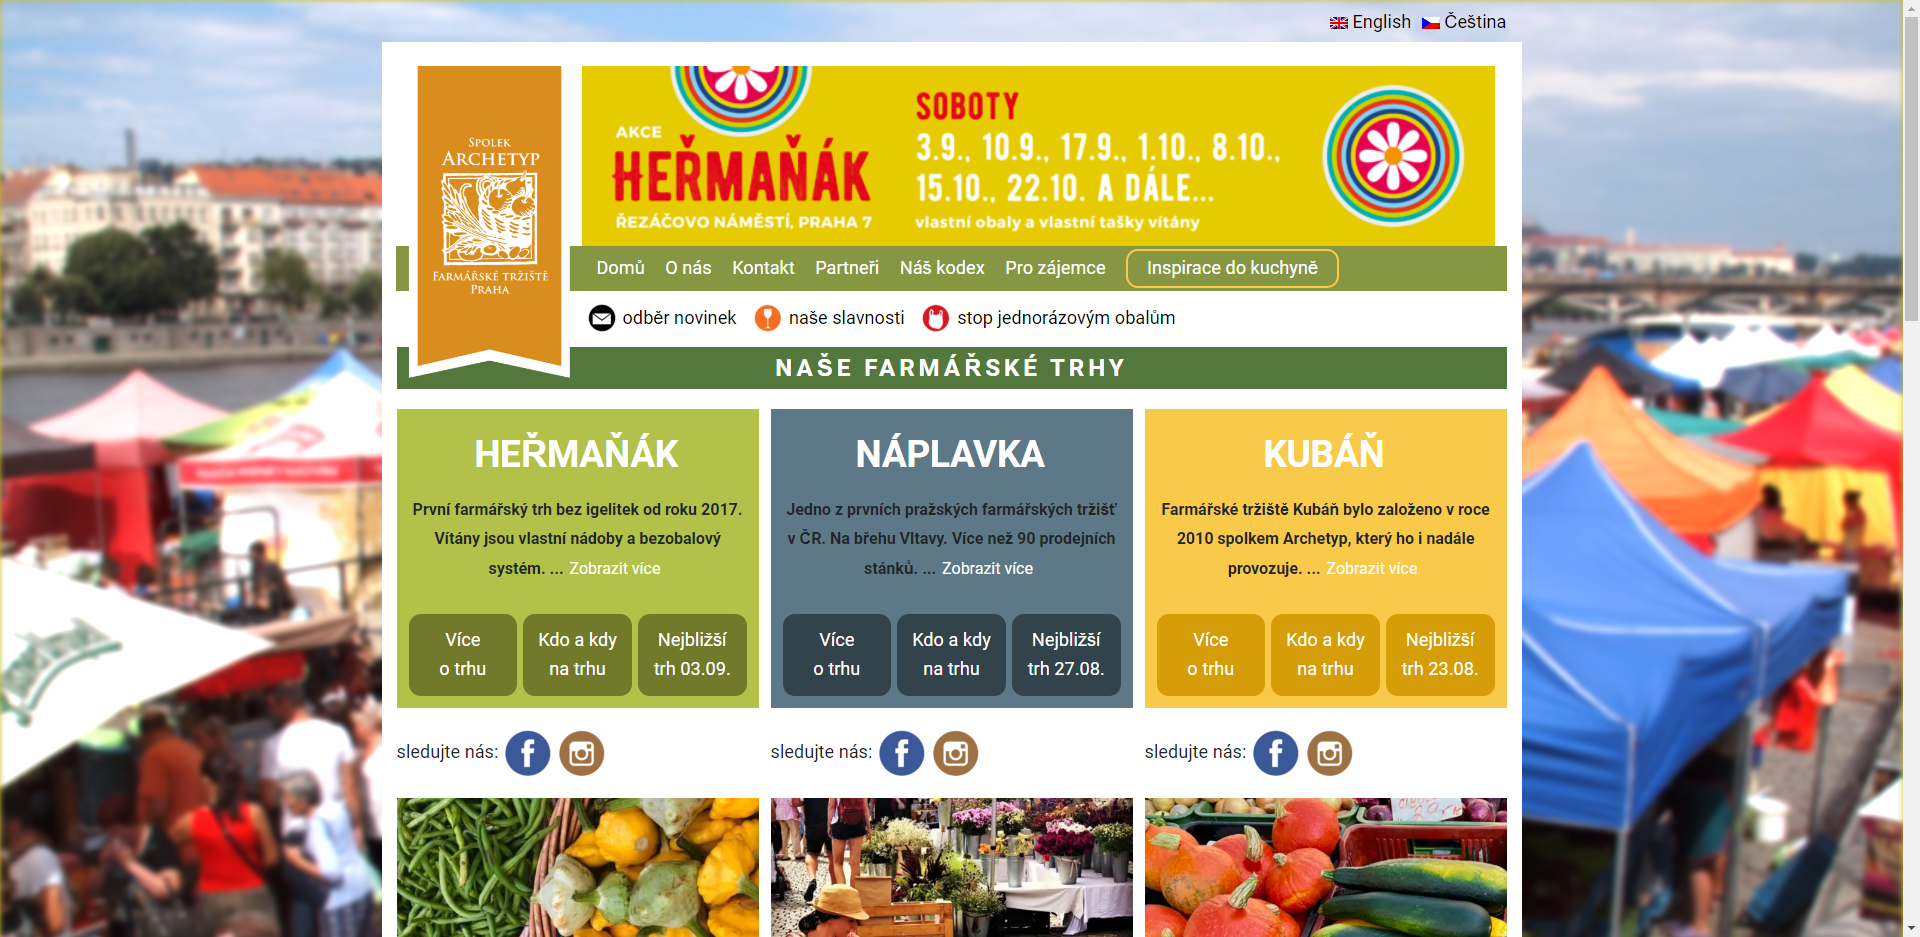 English Čeština
SPOLEK
ARCHETYP
FARMÁŘSKÉ TRŽIŠTĚ
PRAHA
AKCE
HEŘMAŇÁK
ŘEZÁČOVO NÁMĚSTÍ, PRAHA 7
SOBOTY
3.9., 10.9., 17.9., 1.10., 8.10.,
15.10., 22.10. A DÁLE...
vlastní obaly a vlastní tašky vítány
Domů O nás Kontakt Partneři Náš kodex Pro zájemce Inspirace do kuchyně
odběr novinek naše slavnosti stop jednorázovým obalům
NAŠE FARMÁŘSKÉ TRHY
HEŘMAŇÁK
První farmářský trh bez igelitek od roku 2017.
Vítány jsou vlastní nádoby a bezobalový
systém. ... Zobrazit více
Více
o trhu
Kdo a kdy
na trhu
Nejbližší
trh 03.09.
sledujte nás:
NÁPLAVKA
Jedno z prvních pražských farmářských tržišť
v ČR. Na břehu Vltavy. Více než 90 prodejních
stánků. ... Zobrazit více
Více
o trhu
Kdo a kdy
na trhu
Nejbližší
trh 27.08.
sledujte nás:
KUBÁŇ
Farmářské tržiště Kubáň bylo založeno v roce
2010 spolkem Archetyp, který ho i nadále
provozuje. ... Zobrazit více
Více
o trhu
Kdo a kdy
na trhu
Nejbližší
trh 23.08.
sledujte nás: